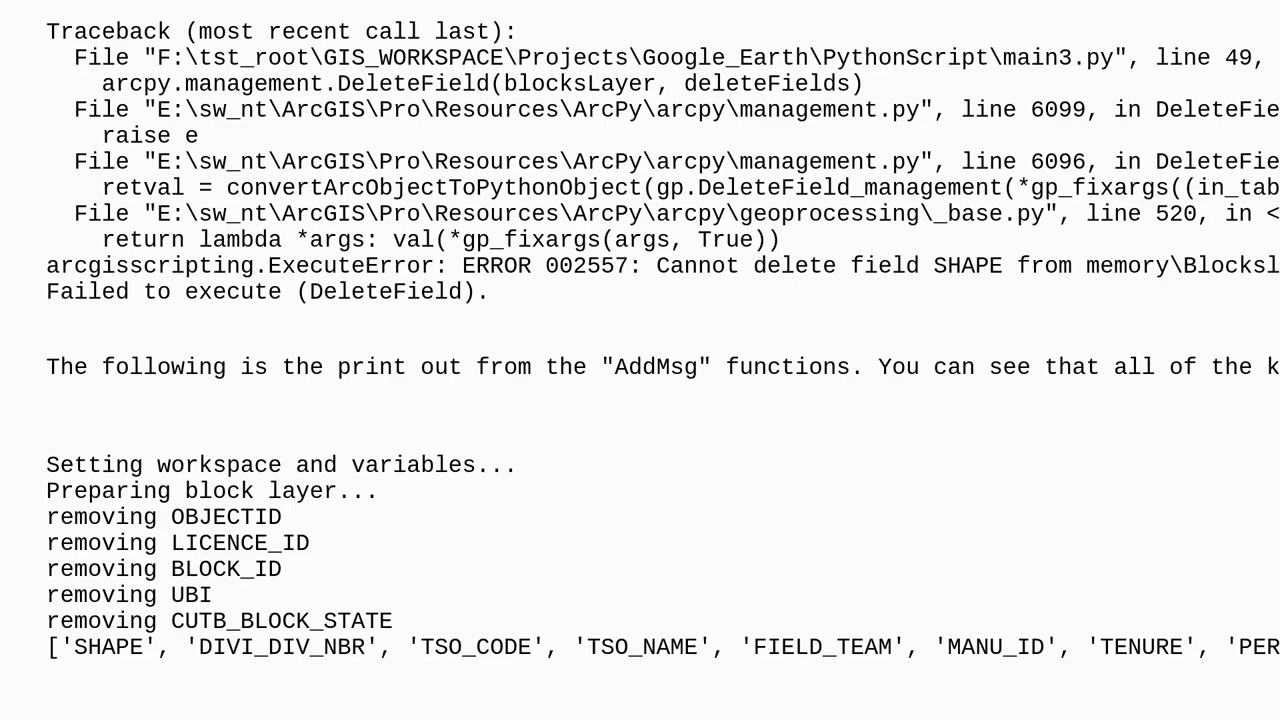 Traceback (most recent call last):
File "F:\tst_root\GIS_WORKSPACE\Projects\Google_Earth\PythonScript\main3.py", line 49,
arcpy.management.DeleteField(blocksLayer, deleteFields)
File "E:\sw_nt\ArcGIS\Pro\Resources\ArcPy\arcpy\management.py", line 6099, in DeleteFie
raise e
File "E:\sw_nt\ArcGIS\Pro\Resources\ArcPy\arcpy\management.py", line 6096, in DeleteFie
retval = convertArcObjectToPythonObject(gp.DeleteField_management(*gp_fixargs((in_tab
File "E:\sw_nt\ArcGIS\Pro\Resources\ArcPy\arcpy\geoprocessing\_base.py", line 520, in <
return lambda *args: val(*gp_fixargs(args, True))
arcgisscripting.ExecuteError: ERROR 002557: Cannot delete field SHAPE from memory\Blocksl
Failed to execute (DeleteField).
The following is the print out from the "AddMsg" functions. You can see that all of the k
Setting workspace and variables...
Preparing block layer...
removing OBJECTID
removing LICENCE_ID
removing BLOCK_ID
removing UBI
removing CUTB_BLOCK_STATE
['SHAPE', 'DIVI_DIV_NBR', 'TSO_CODE', 'TSO_NAME', 'FIELD_TEAM', 'MANU_ID', 'TENURE', 'PER